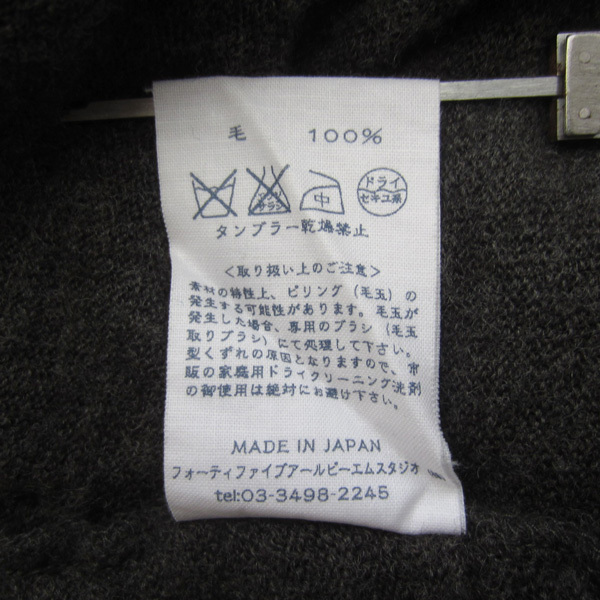 毛 100%
中 ドライ セキユ系
タンブラー乾燥禁止
＜取り扱い上のご注意＞
素材の特性上、ピリング（毛玉）の
発生する可能性があります。毛玉が
発生した場合、専用のブラシ（毛玉
取りブラシ）にて処理して下さい。
型くずれの原因となりますので、市
販の家庭用ドライクリーニング洗剤
の御使用は絶対にお避け下さい。
MADE IN JAPAN
フォーティファイブアールピーエムスタジオ
tel:03-3498-2245